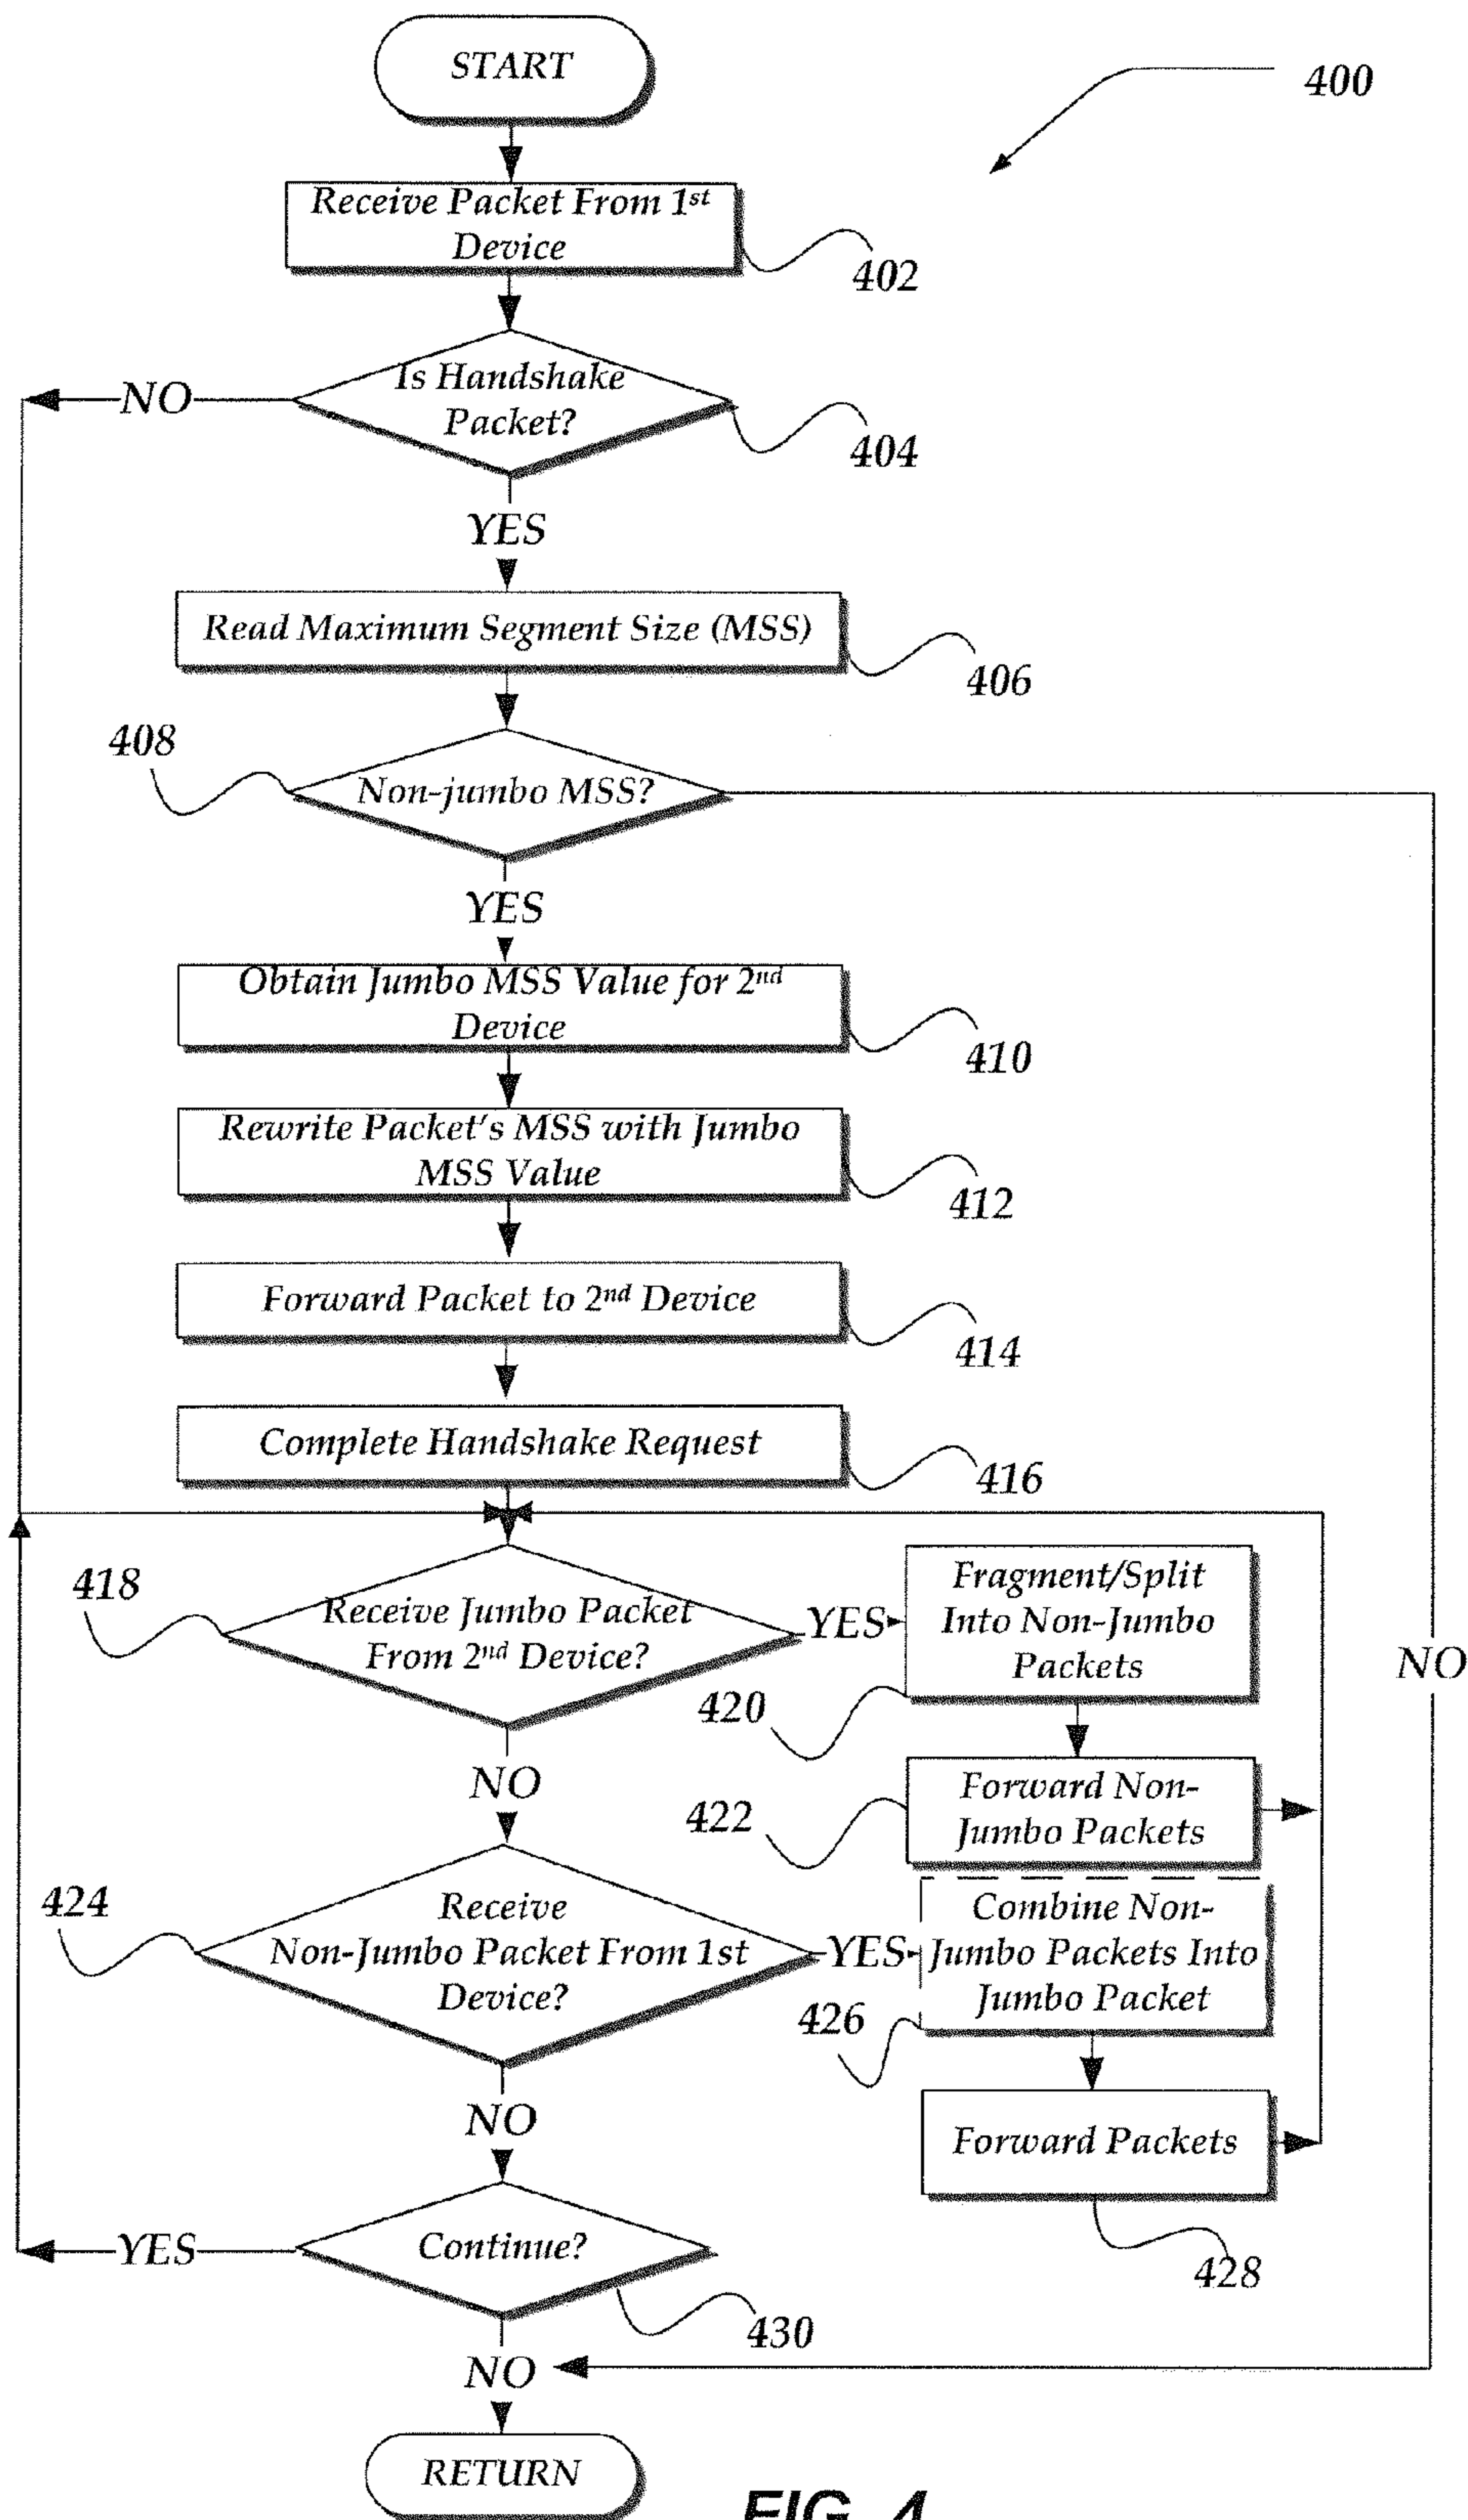 START
400
Receive Packet From 1st
Device
402
Is Handshake
Packet?
NO
404
YES
Read Maximum Segment Size (MSS)
406
408
Non-jumbo MSS?
YES
Obtain Jumbo MSS Value for 2nd
Device
410
Rewrite Packet's MSS with Jumbo
MSS Value
412
Forward Packet to 2nd Device
414
Complete Handshake Request
416
418
Receive Jumbo Packet
From 2nd Device?
YES
Fragment/Split
Into Non-Jumbo
Packets
420
NO
NO
422
Forward Non-
Jumbo Packets
424
Receive
Non-Jumbo Packet From 1st
Device?
YES
Combine Non-
Jumbo Packets Into
Jumbo Packet
426
NO
Forward Packets
428
Continue?
YES
430
NO
RETURN
FIG. 4